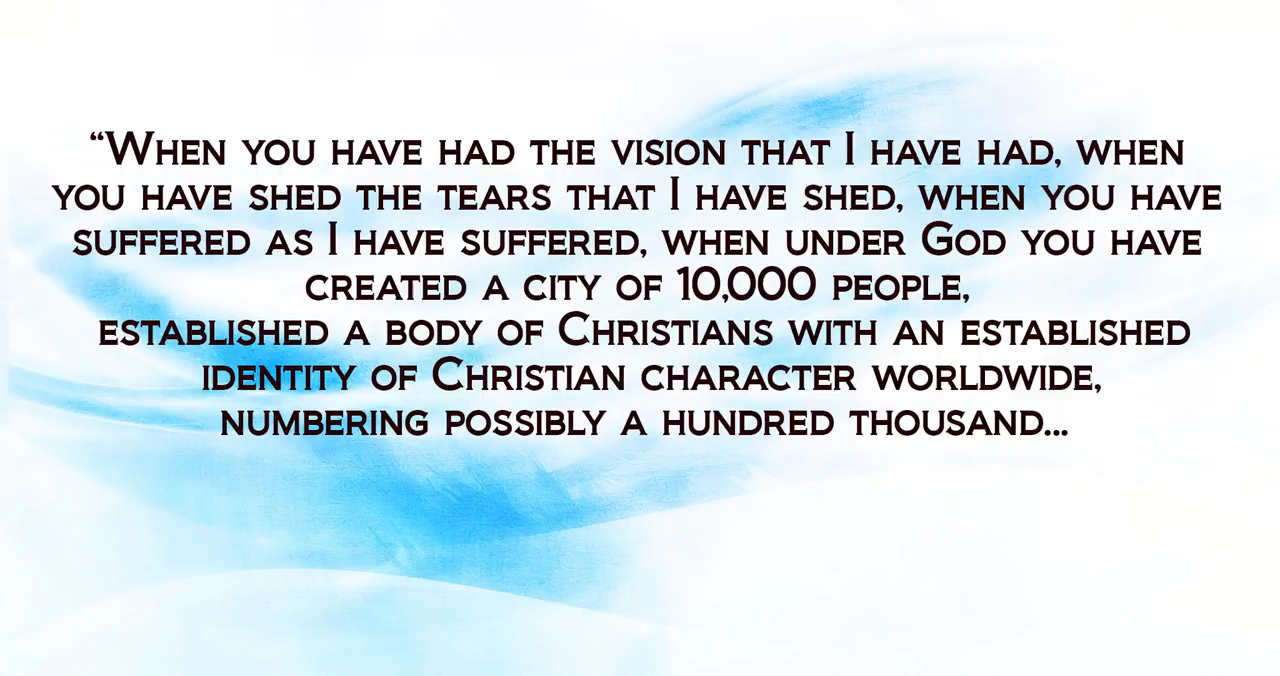 “When you have had the vision that I have had, when
you have shed the tears that I have shed, when you have
suffered as I have suffered, when under God you have
created a city of 10,000 people,
established a body of Christians with an established
identity of Christian character worldwide,
numbering possibly a hundred thousand...